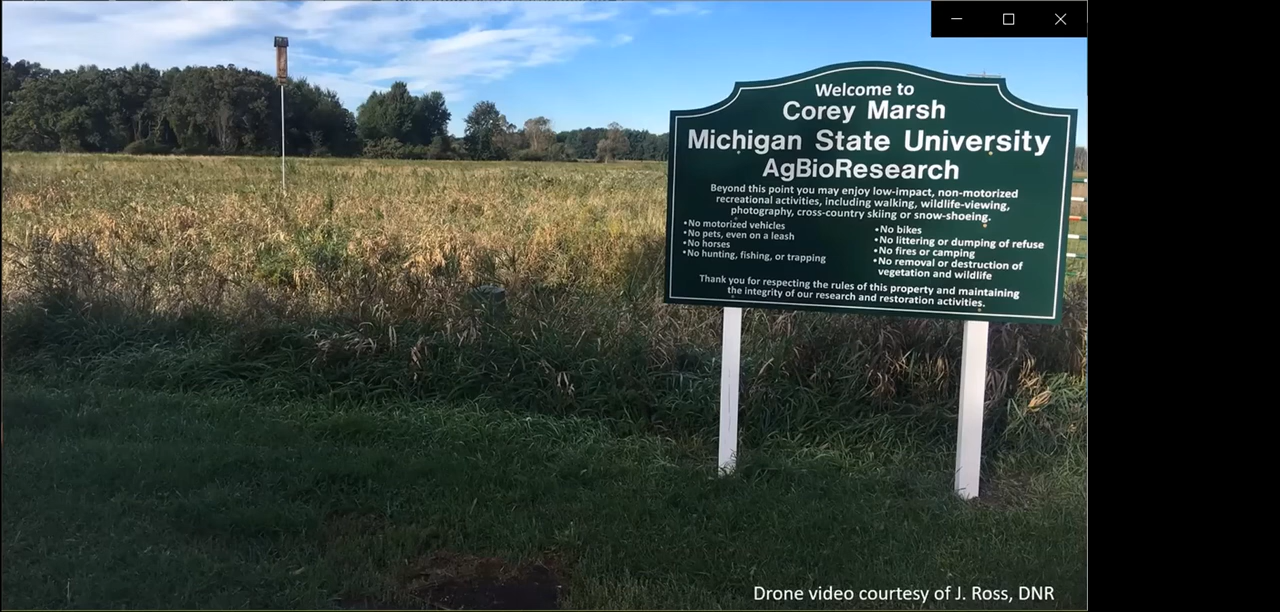 Welcome to
Corey Marsh
Michigan State University
AgBioResearch
Beyond this point you may enjoy low-impact, non-motorized
recreational activities, including walking, wildlife-viewing,
photography, cross-country skiing or snow-shoeing.
•No motorized vehicles
•No pets, even on a leash
•No horses
•No hunting, fishing, or trapping
•No bikes
•No littering or dumping of refuse
•No fires or camping
•No removal or destruction of
vegetation and wildlife
Thank you for respecting the rules of this property and maintaining
the integrity of our research and restoration activities.
Drone video courtesy of J. Ross, DNR